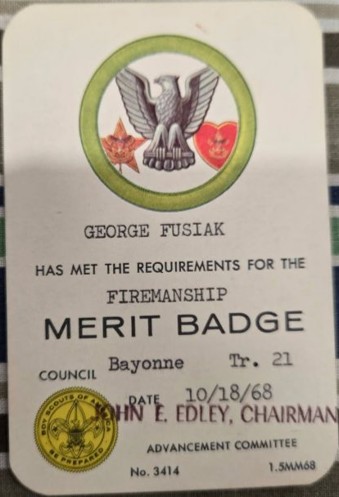 GEORGE FUSIAK
HAS MET THE REQUIREMENTS FOR THE
FIREMANSHIP
MERIT BADGE
COUNCIL Bayonne Tr. 21
DATE 10/18/68
JOHN E. EDLEY, CHAIRMAN
BOY SCOUTS OF AMERICA
BE PREPARED
ADVANCEMENT COMMITTEE
No. 3414 1.5MM68